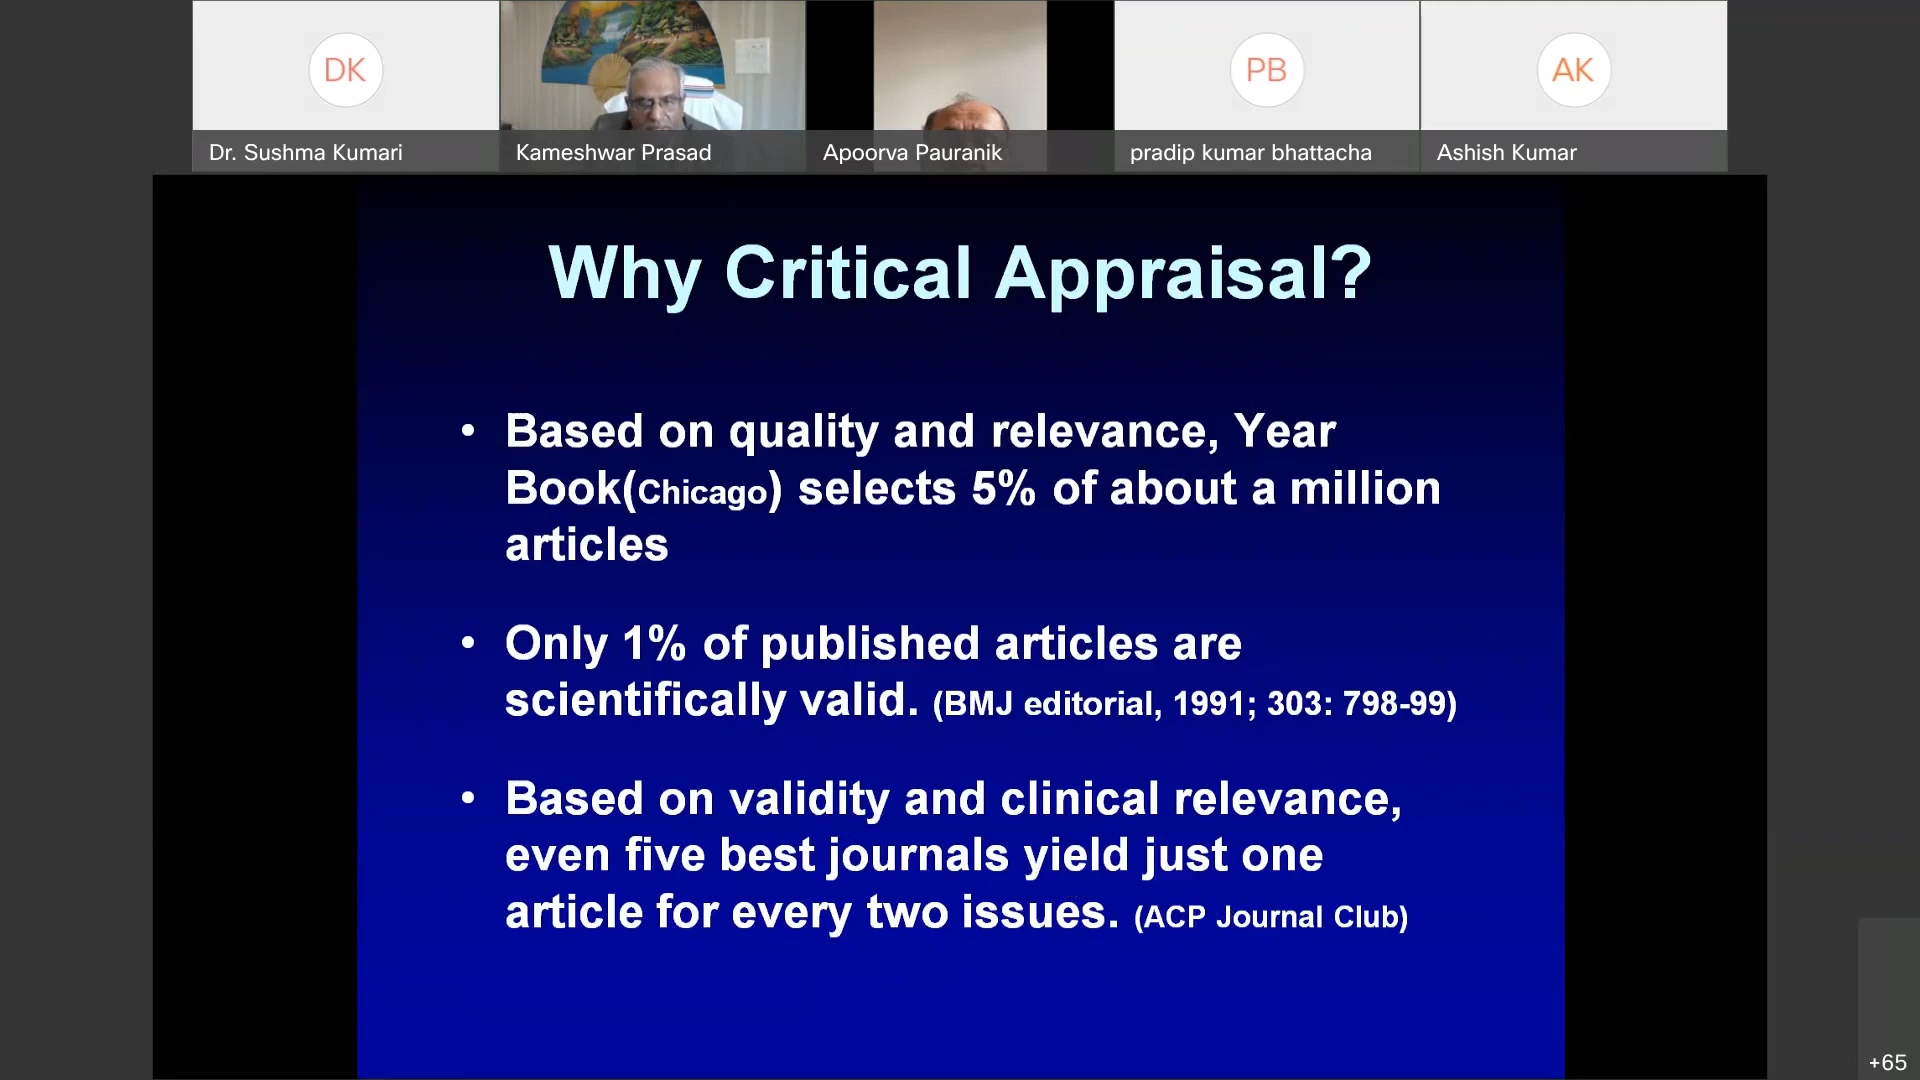 DK
PB
AK
Dr. Sushma Kumari
Kameshwar Prasad
Apoorva Pauranik
pradip kumar bhattacha
Ashish Kumar
Why Critical Appraisal?
• Based on quality and relevance, Year
Book(Chicago) selects 5% of about a million
articles
• Only 1% of published articles are
scientifically valid. (BMJ editorial, 1991; 303: 798-99)
• Based on validity and clinical relevance,
even five best journals yield just one
article for every two issues. (ACP Journal Club)
+65